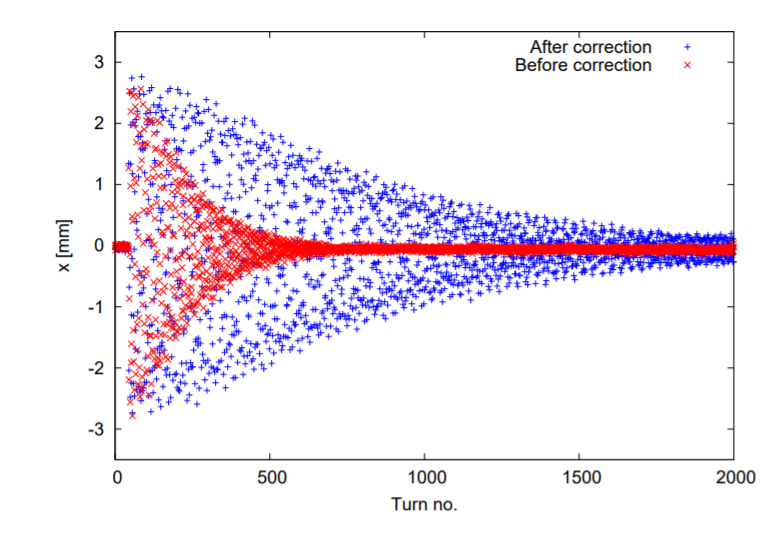 After correction
Before correction
3
2
1
0
-1
-2
-3
x [mm]
0 500 1000 1500 2000
Turn no.